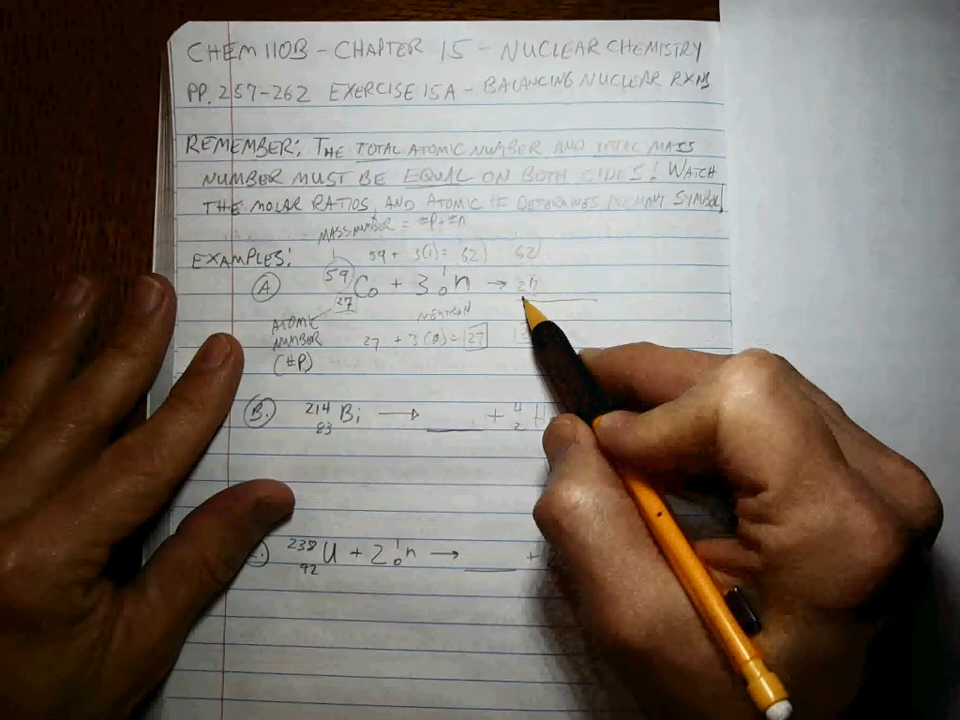 CHEM 110B - CHAPTER 15 - NUCLEAR CHEMISTRY
PP. 257-262 EXERCISE 15A - BALANCING NUCLEAR RXNS
REMEMBER: THE TOTAL ATOMIC NUMBER AND TOTAL MASS
NUMBER MUST BE EQUAL ON BOTH SIDES! WATCH
THE MOLAR RATIOS, AND ATOMIC # DETERMINES SYMBOL
MASS NUMBER = #P + #n
EXAMPLES: 59 + 3(1) = 62 62
A 59 27 Co + 3 1 0 n →
NEUTRON
ATOMIC
NUMBER 27 + 3(0) = 27
(#P)
B. 214 83 Bi → ____ + 4 2 H
238 92 U + 2 1 0 n → ____ +